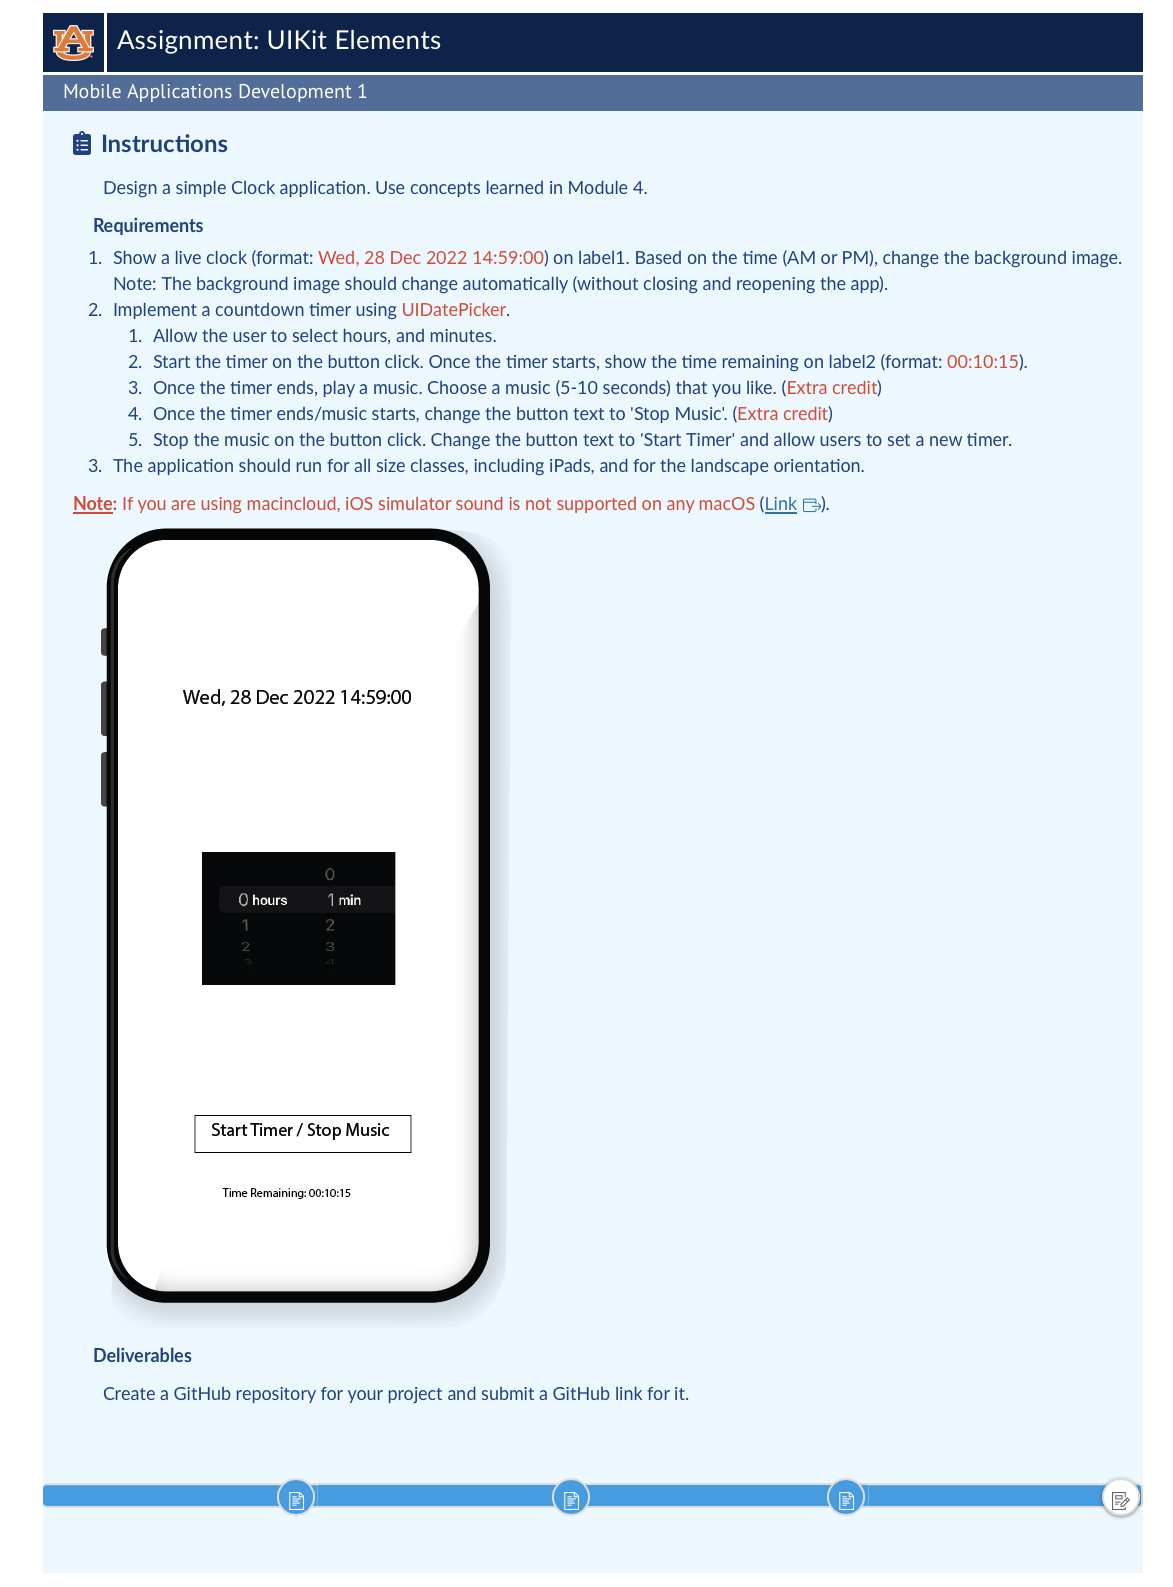 Assignment: UIKit Elements
Mobile Applications Development 1
Instructions
Design a simple Clock application. Use concepts learned in Module 4.
Requirements
1. Show a live clock (format: Wed, 28 Dec 2022 14:59:00) on label1. Based on the time (AM or PM), change the background image.
Note: The background image should change automatically (without closing and reopening the app).
2. Implement a countdown timer using UIDatePicker.
1. Allow the user to select hours, and minutes.
2. Start the timer on the button click. Once the timer starts, show the time remaining on label2 (format: 00:10:15).
3. Once the timer ends, play a music. Choose a music (5-10 seconds) that you like. (Extra credit)
4. Once the timer ends/music starts, change the button text to 'Stop Music'. (Extra credit)
5. Stop the music on the button click. Change the button text to 'Start Timer' and allow users to set a new timer.
3. The application should run for all size classes, including iPads, and for the landscape orientation.
Note: If you are using macincloud, iOS simulator sound is not supported on any macOS (Link).
Wed, 28 Dec 2022 14:59:00
0
0 hours 1 min
1 2
2 3
3 4
Start Timer / Stop Music
Time Remaining: 00:10:15
Deliverables
Create a GitHub repository for your project and submit a GitHub link for it.